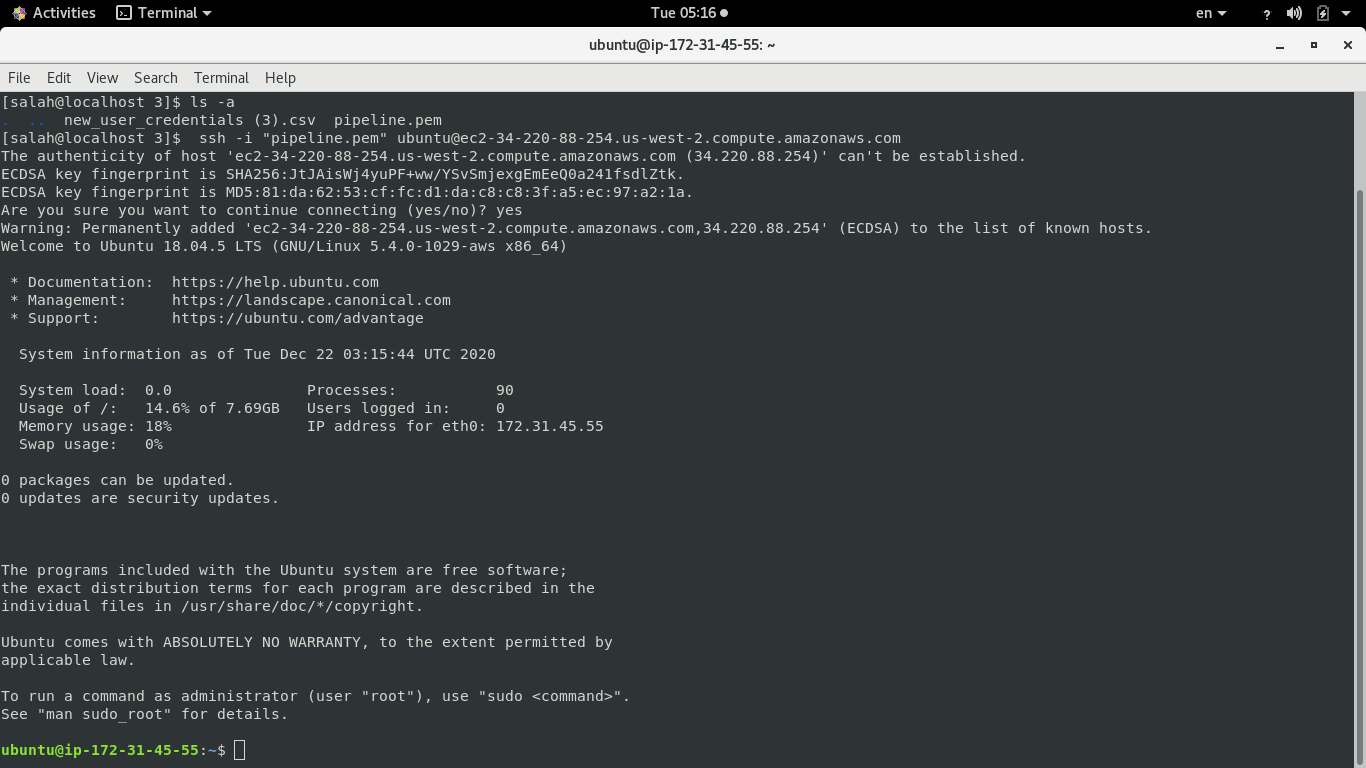 Activities Terminal Tue 05:16 en ?
ubuntu@ip-172-31-45-55: ~
File Edit View Search Terminal Help
[salah@localhost 3]$ ls -a
.  ..  new_user_credentials (3).csv  pipeline.pem
[salah@localhost 3]$  ssh -i "pipeline.pem" ubuntu@ec2-34-220-88-254.us-west-2.compute.amazonaws.com
The authenticity of host 'ec2-34-220-88-254.us-west-2.compute.amazonaws.com (34.220.88.254)' can't be established.
ECDSA key fingerprint is SHA256:JtJAisWj4yuPF+ww/YSvSmjexgEmEeQ0a241fsdlZtk.
ECDSA key fingerprint is MD5:81:da:62:53:cf:fc:d1:da:c8:c8:3f:a5:ec:97:a2:1a.
Are you sure you want to continue connecting (yes/no)? yes
Warning: Permanently added 'ec2-34-220-88-254.us-west-2.compute.amazonaws.com,34.220.88.254' (ECDSA) to the list of known hosts.
Welcome to Ubuntu 18.04.5 LTS (GNU/Linux 5.4.0-1029-aws x86_64)
* Documentation:  https://help.ubuntu.com
* Management:     https://landscape.canonical.com
* Support:        https://ubuntu.com/advantage
System information as of Tue Dec 22 03:15:44 UTC 2020
System load:  0.0               Processes:           90
Usage of /:   14.6% of 7.69GB   Users logged in:     0
Memory usage: 18%               IP address for eth0: 172.31.45.55
Swap usage:   0%
0 packages can be updated.
0 updates are security updates.
The programs included with the Ubuntu system are free software;
the exact distribution terms for each program are described in the
individual files in /usr/share/doc/*/copyright.
Ubuntu comes with ABSOLUTELY NO WARRANTY, to the extent permitted by
applicable law.
To run a command as administrator (user "root"), use "sudo <command>".
See "man sudo_root" for details.
ubuntu@ip-172-31-45-55:~$